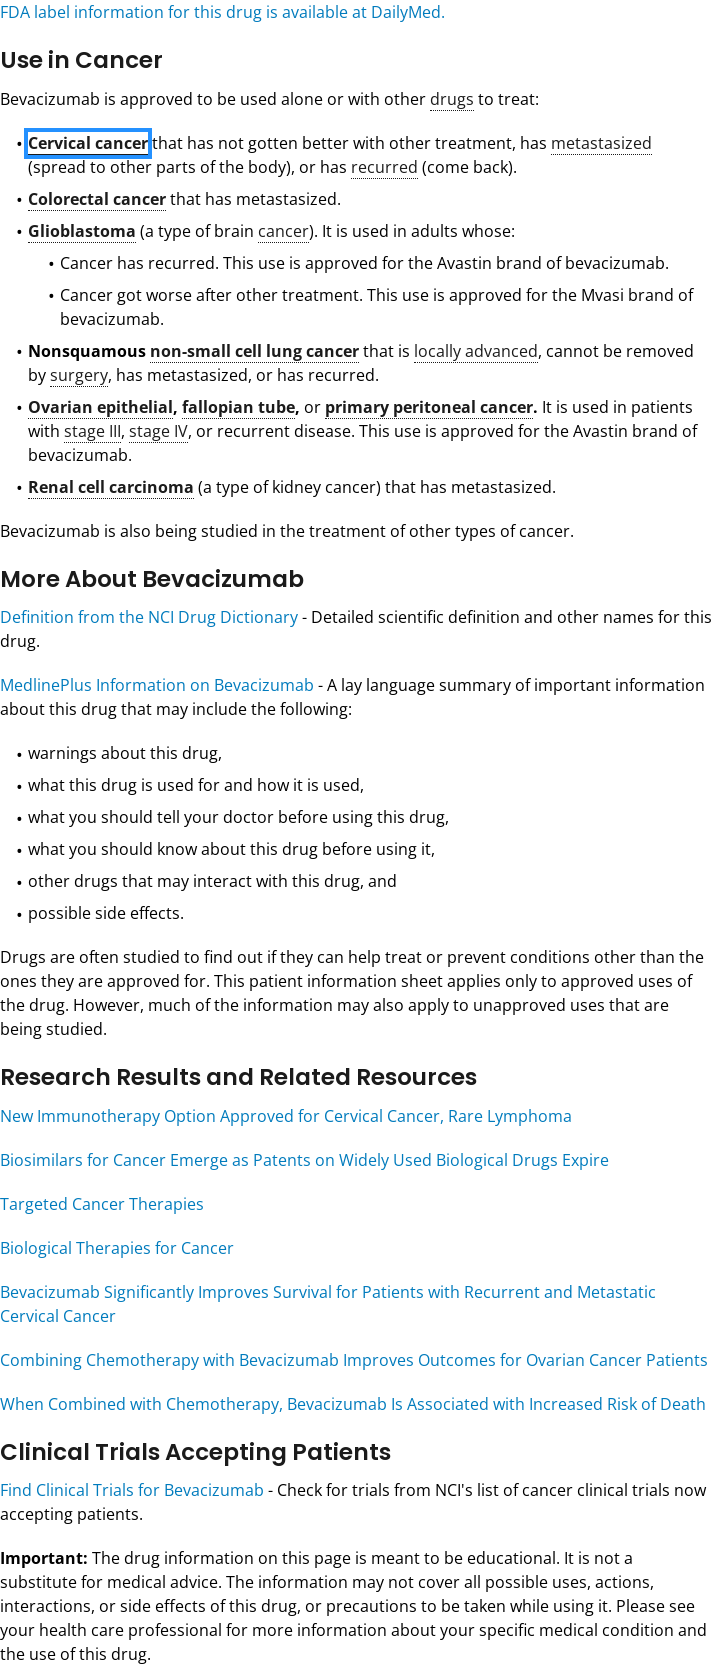 FDA label information for this drug is available at DailyMed.
Use in Cancer
Bevacizumab is approved to be used alone or with other drugs to treat:
• Cervical cancer that has not gotten better with other treatment, has metastasized
(spread to other parts of the body), or has recurred (come back).
• Colorectal cancer that has metastasized.
• Glioblastoma (a type of brain cancer). It is used in adults whose:
• Cancer has recurred. This use is approved for the Avastin brand of bevacizumab.
• Cancer got worse after other treatment. This use is approved for the Mvasi brand of
bevacizumab.
• Nonsquamous non-small cell lung cancer that is locally advanced, cannot be removed
by surgery, has metastasized, or has recurred.
• Ovarian epithelial, fallopian tube, or primary peritoneal cancer. It is used in patients
with stage III, stage IV, or recurrent disease. This use is approved for the Avastin brand of
bevacizumab.
• Renal cell carcinoma (a type of kidney cancer) that has metastasized.
Bevacizumab is also being studied in the treatment of other types of cancer.
More About Bevacizumab
Definition from the NCI Drug Dictionary - Detailed scientific definition and other names for this
drug.
MedlinePlus Information on Bevacizumab - A lay language summary of important information
about this drug that may include the following:
• warnings about this drug,
• what this drug is used for and how it is used,
• what you should tell your doctor before using this drug,
• what you should know about this drug before using it,
• other drugs that may interact with this drug, and
• possible side effects.
Drugs are often studied to find out if they can help treat or prevent conditions other than the
ones they are approved for. This patient information sheet applies only to approved uses of
the drug. However, much of the information may also apply to unapproved uses that are
being studied.
Research Results and Related Resources
New Immunotherapy Option Approved for Cervical Cancer, Rare Lymphoma
Biosimilars for Cancer Emerge as Patents on Widely Used Biological Drugs Expire
Targeted Cancer Therapies
Biological Therapies for Cancer
Bevacizumab Significantly Improves Survival for Patients with Recurrent and Metastatic
Cervical Cancer
Combining Chemotherapy with Bevacizumab Improves Outcomes for Ovarian Cancer Patients
When Combined with Chemotherapy, Bevacizumab Is Associated with Increased Risk of Death
Clinical Trials Accepting Patients
Find Clinical Trials for Bevacizumab - Check for trials from NCI's list of cancer clinical trials now
accepting patients.
Important: The drug information on this page is meant to be educational. It is not a
substitute for medical advice. The information may not cover all possible uses, actions,
interactions, or side effects of this drug, or precautions to be taken while using it. Please see
your health care professional for more information about your specific medical condition and
the use of this drug.